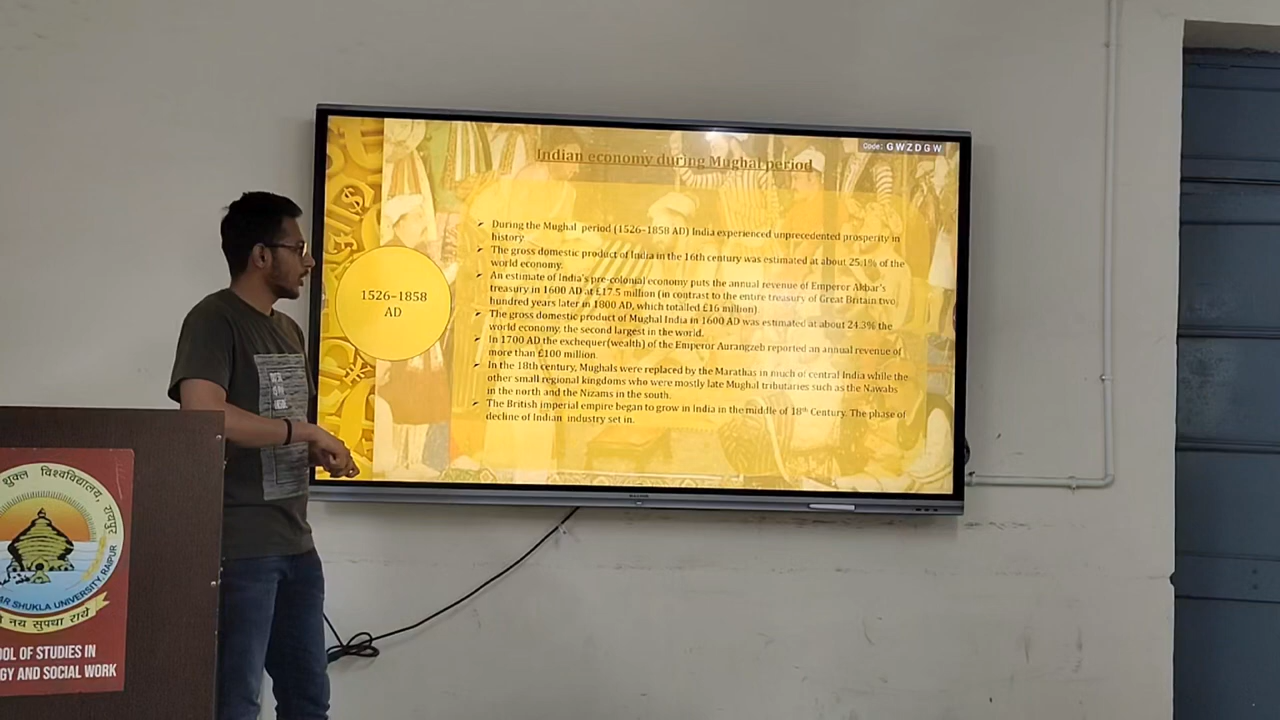 Code: GWZDGW
Indian economy during Mughal period
1526–1858
AD
➢ During the Mughal period (1526–1858 AD) India experienced unprecedented prosperity in
history
➢ The gross domestic product of India in the 16th century was estimated at about 25.1% of the
world economy.
➢ An estimate of India's pre-colonial economy puts the annual revenue of Emperor Akbar's
treasury in 1600 AD at £17.5 million (in contrast to the entire treasury of Great Britain two
hundred years later in 1800 AD, which totalled £16 million)
➢ The gross domestic product of Mughal India in 1600 AD was estimated at about 24.3% the
world economy, the second largest in the world.
➢ In 1700 AD the exchequer(wealth) of the Emperor Aurangzeb reported an annual revenue of
more than £100 million.
➢ In the 18th century, Mughals were replaced by the Marathas in much of central India while the
other small regional kingdoms who were mostly late Mughal tributaries such as the Nawabs
in the north and the Nizams in the south.
➢ The British imperial empire began to grow in India in the middle of 18th Century. The phase of
decline of Indian industry set in.
शुक्ल विश्वविद्यालय, रायपुर
AR SHUKLA UNIVERSITY, RAIPUR
नय सुपथा राये
OOL OF STUDIES IN
GY AND SOCIAL WORK